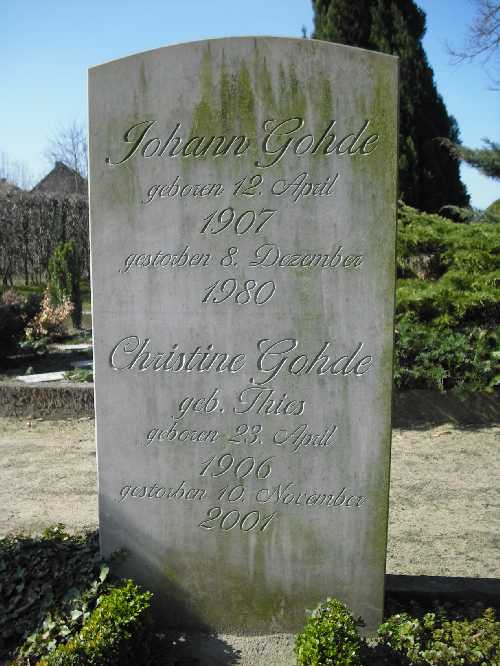 Johann Gohde
geboren 12. April
1907
gestorben 8. Dezember
1980
Christine Gohde
geb. Thies
geboren 23. April
1906
gestorben 10. November
2001